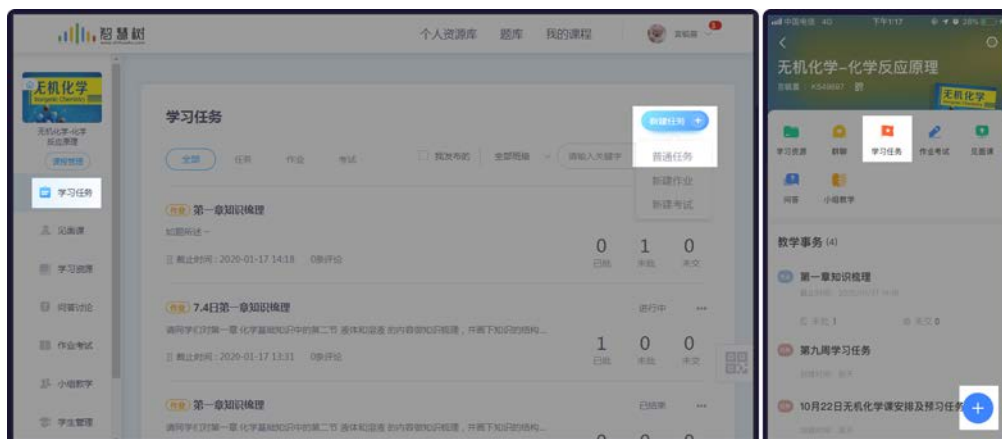 智慧树
个人资源库 题库 我的课程
1
无机化学
Inorganic Chemistry
无机化学-化学
反应原理
课程管理
学习任务
见面课
学习资源
问答讨论
作业考试
小组教学
学生管理
学习任务
新建任务 +
全部 任务 作业 考试 我发布的 全部班级 请输入关键字
普通任务
新建作业
新建考试
作业 第一章知识梳理
如题所述~
截止时间：2020-01-17 14:18 0条评论
0 1 0
已批 未批 未交
作业 7.4日第一章知识梳理
进行中 ...
请同学们对第一章 化学基础知识中的第二节 液体和溶液 的内容做知识梳理，并画下知识的结构...
截止时间：2020-01-17 13:31 0条评论
1 0 0
已批 未批 未交
作业 第一章知识梳理
已结束 ...
请同学们对第一章 化学基础知识中的第二节 液体和溶液 的内容做知识梳理，并画下知识的结构...
中国电信 4G 下午1:17 28%
无机化学-化学反应原理
K549697
无机化学
学习资源 群聊 学习任务 作业考试 见面课
问答 小组教学
教学事务 (4)
第一章知识梳理
未批 1 未交 0
第九周学习任务
10月22日无机化学课安排及预习任务
+